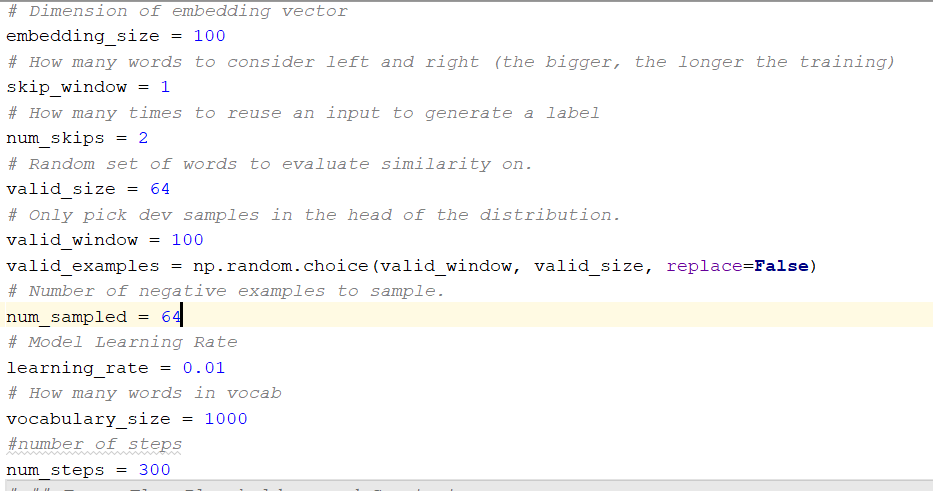 # Dimension of embedding vector
embedding_size = 100
# How many words to consider left and right (the bigger, the longer the training)
skip_window = 1
# How many times to reuse an input to generate a label
num_skips = 2
# Random set of words to evaluate similarity on.
valid_size = 64
# Only pick dev samples in the head of the distribution.
valid_window = 100
valid_examples = np.random.choice(valid_window, valid_size, replace=False)
# Number of negative examples to sample.
num_sampled = 64
# Model Learning Rate
learning_rate = 0.01
# How many words in vocab
vocabulary_size = 1000
#number of steps
num_steps = 300